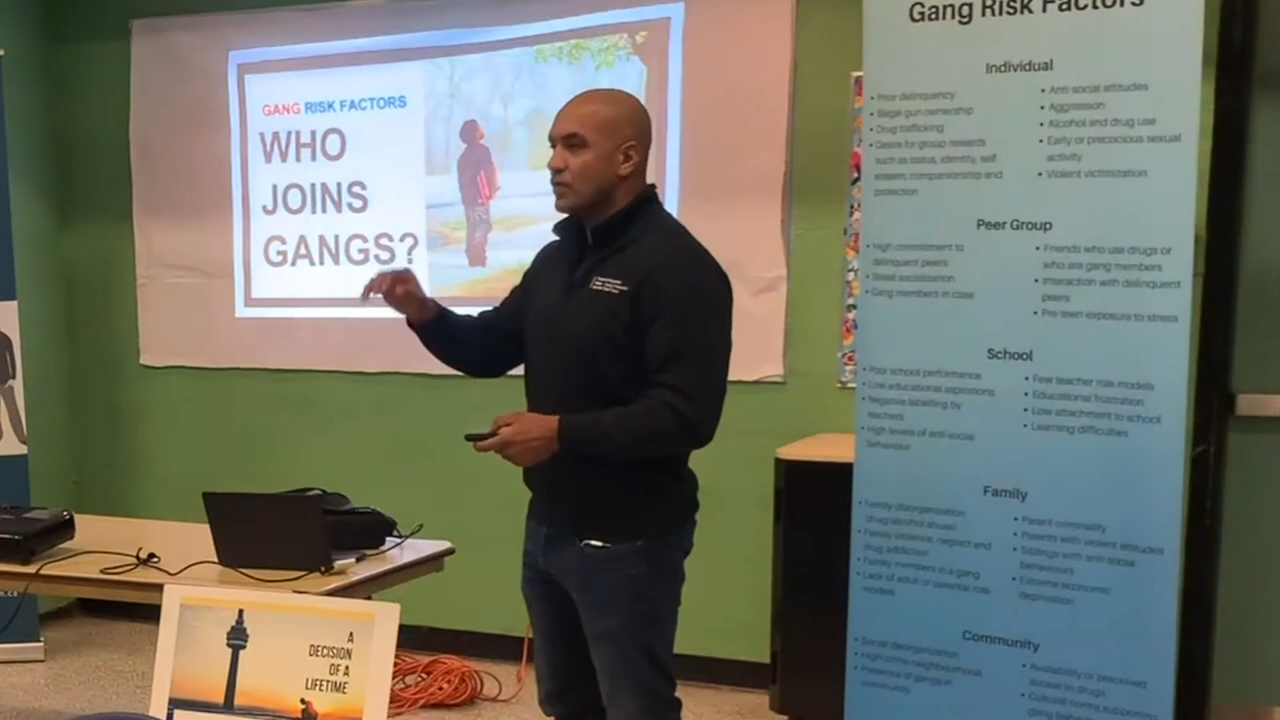 GANG RISK FACTORS
WHO
JOINS
GANGS?
A
DECISION
OF A
LIFETIME
Gang Risk Factors
Individual
• Prior delinquency
• Illegal gun ownership
• Drug trafficking
• Desire for group rewards
such as status, identity, self
esteem, companionship and
protection
• Anti social attitudes
• Aggression
• Alcohol and drug use
• Early or precocious sexual
activity
• Violent victimization
Peer Group
• High commitment to
delinquent peers
• Street socialization
• Gang members in class
• Friends who use drugs or
who are gang members
• Interaction with delinquent
peers
• Pre teen exposure to stress
School
• Poor school performance
• Low educational aspirations
• Negative labelling by
teachers
• High levels of anti-social
behaviour
• Few teacher role models
• Educational frustration
• Low attachment to school
• Learning difficulties
Family
• Family disorganization
(drug/alcohol abuse)
• Family violence, neglect and
drug addiction
• Family members in a gang
• Lack of adult or parental role
models
• Parent criminality
• Parents with violent attitudes
• Siblings with anti-social
behaviours
• Extreme economic
deprivation
Community
• Social disorganization
• High crime neighbourhood
• Presence of gangs in
community
• Availability or perceived
access to drugs
• Cultural norms supporting
gang